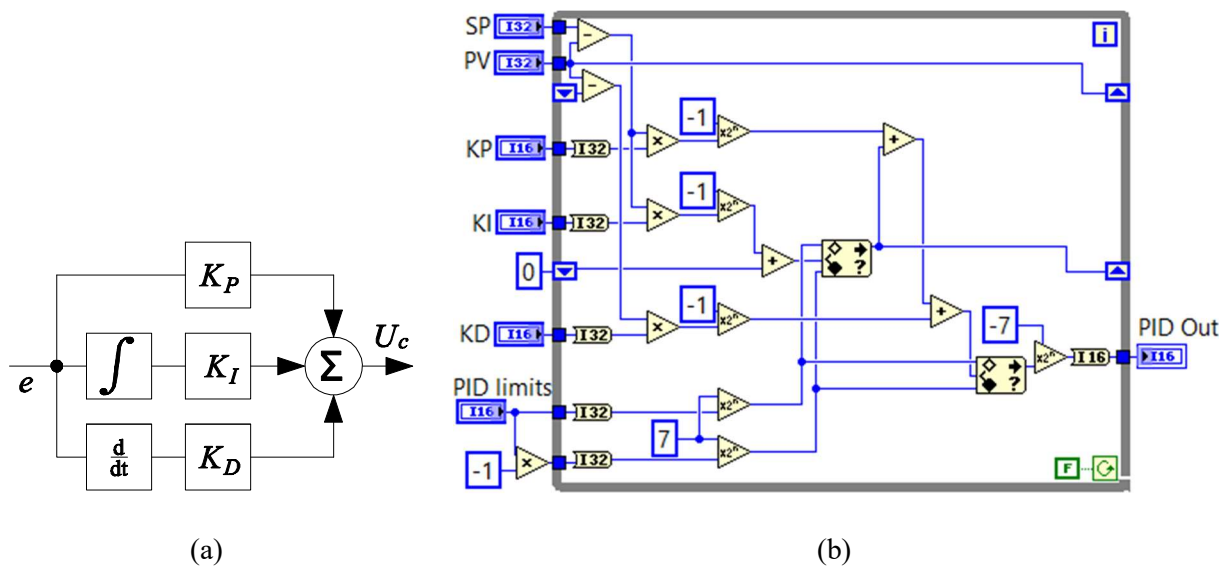 K_P
∫ K_I
e
Σ
U_c
d
dt
K_D
(a)
SP I32
PV I32
i
−
−
KP I16 I32
×
-1
x2ⁿ
+
KI I16 I32
×
-1
x2ⁿ
0
+
?
KD I16 I32
×
-1
x2ⁿ
+
-7
x2ⁿ
I16
PID Out
I16
?
PID limits
I16 I32
x2ⁿ
7
-1
×
I32
x2ⁿ
F
(b)